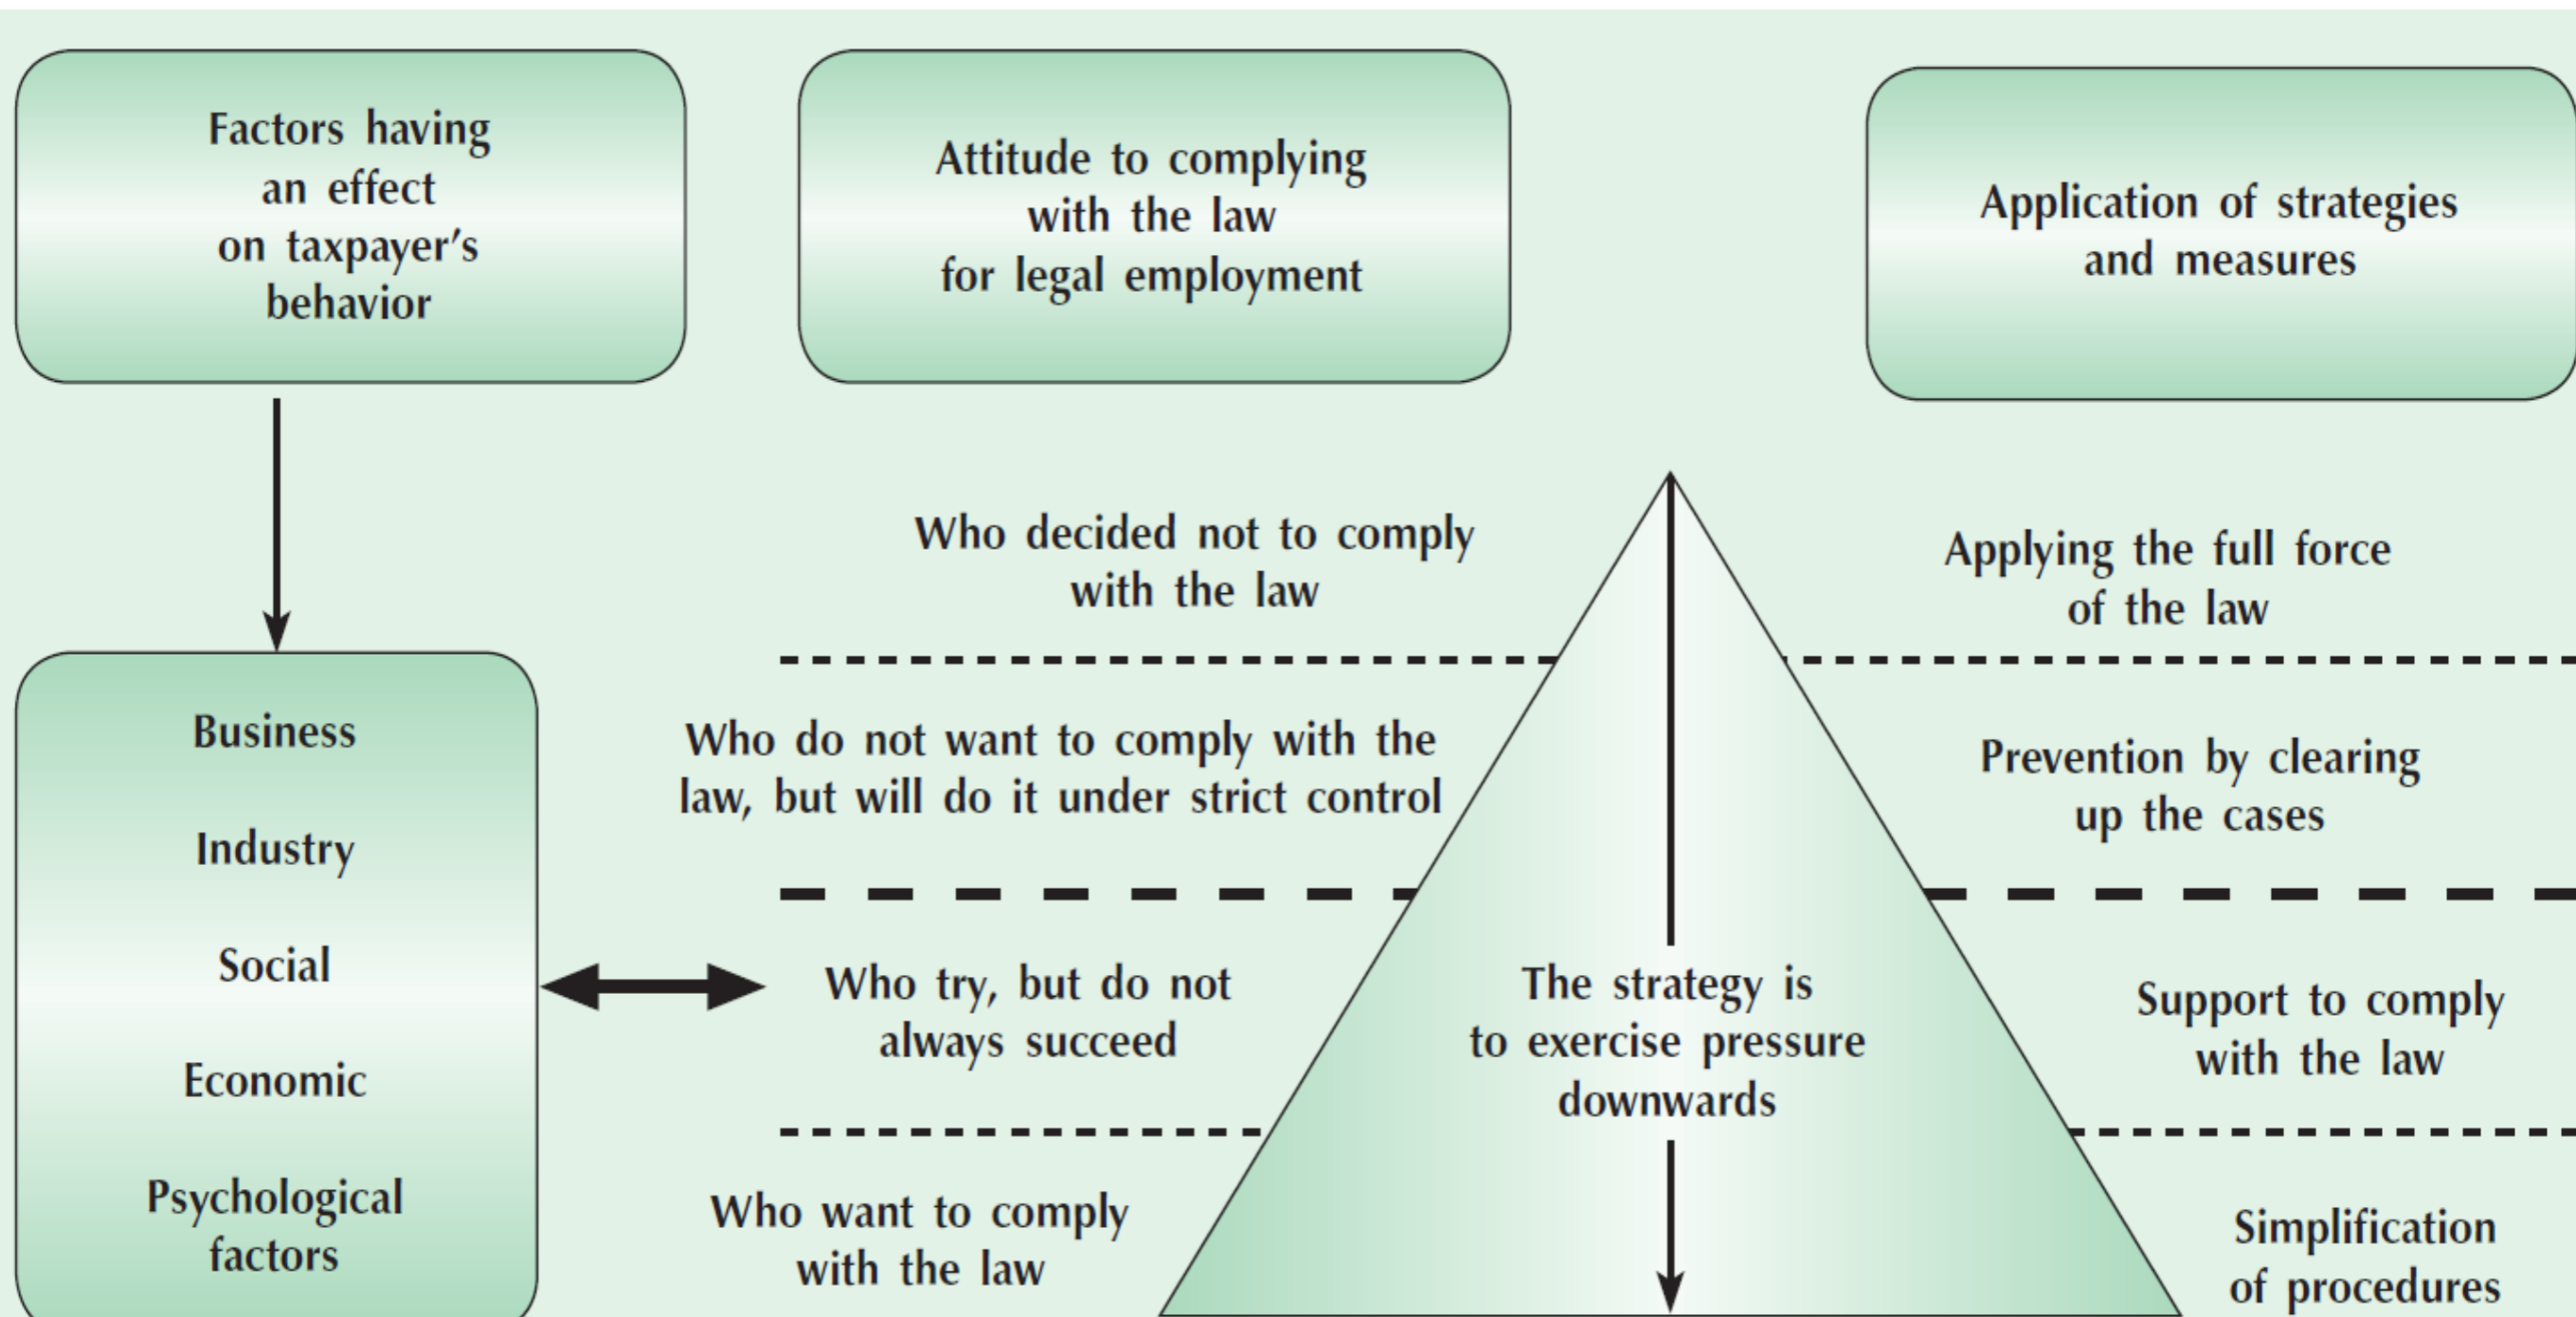 Factors having
an effect
on taxpayer's
behavior
Attitude to complying
with the law
for legal employment
Application of strategies
and measures
Business
Industry
Social
Economic
Psychological
factors
Who decided not to comply
with the law
Who do not want to comply with the
law, but will do it under strict control
Who try, but do not
always succeed
Who want to comply
with the law
The strategy is
to exercise pressure
downwards
Applying the full force
of the law
Prevention by clearing
up the cases
Support to comply
with the law
Simplification
of procedures